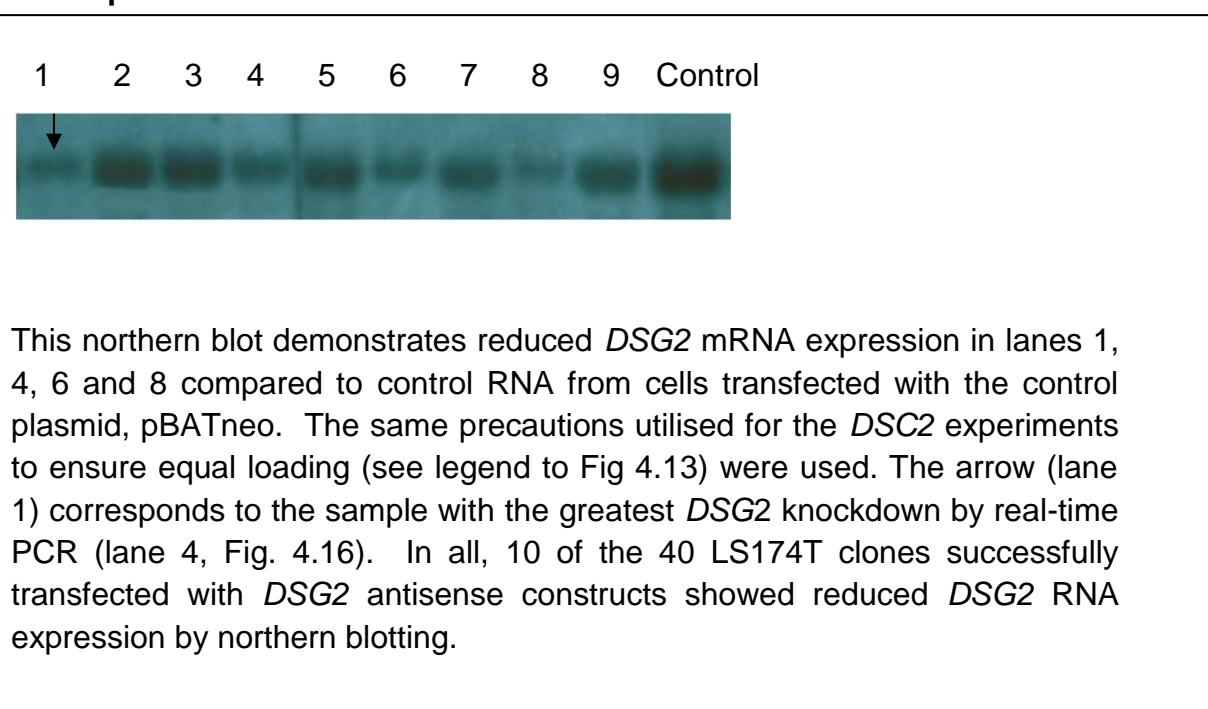 1 2 3 4 5 6 7 8 9 Control
This northern blot demonstrates reduced DSG2 mRNA expression in lanes 1,
4, 6 and 8 compared to control RNA from cells transfected with the control
plasmid, pBATneo. The same precautions utilised for the DSC2 experiments
to ensure equal loading (see legend to Fig 4.13) were used. The arrow (lane
1) corresponds to the sample with the greatest DSG2 knockdown by real-time
PCR (lane 4, Fig. 4.16). In all, 10 of the 40 LS174T clones successfully
transfected with DSG2 antisense constructs showed reduced DSG2 RNA
expression by northern blotting.